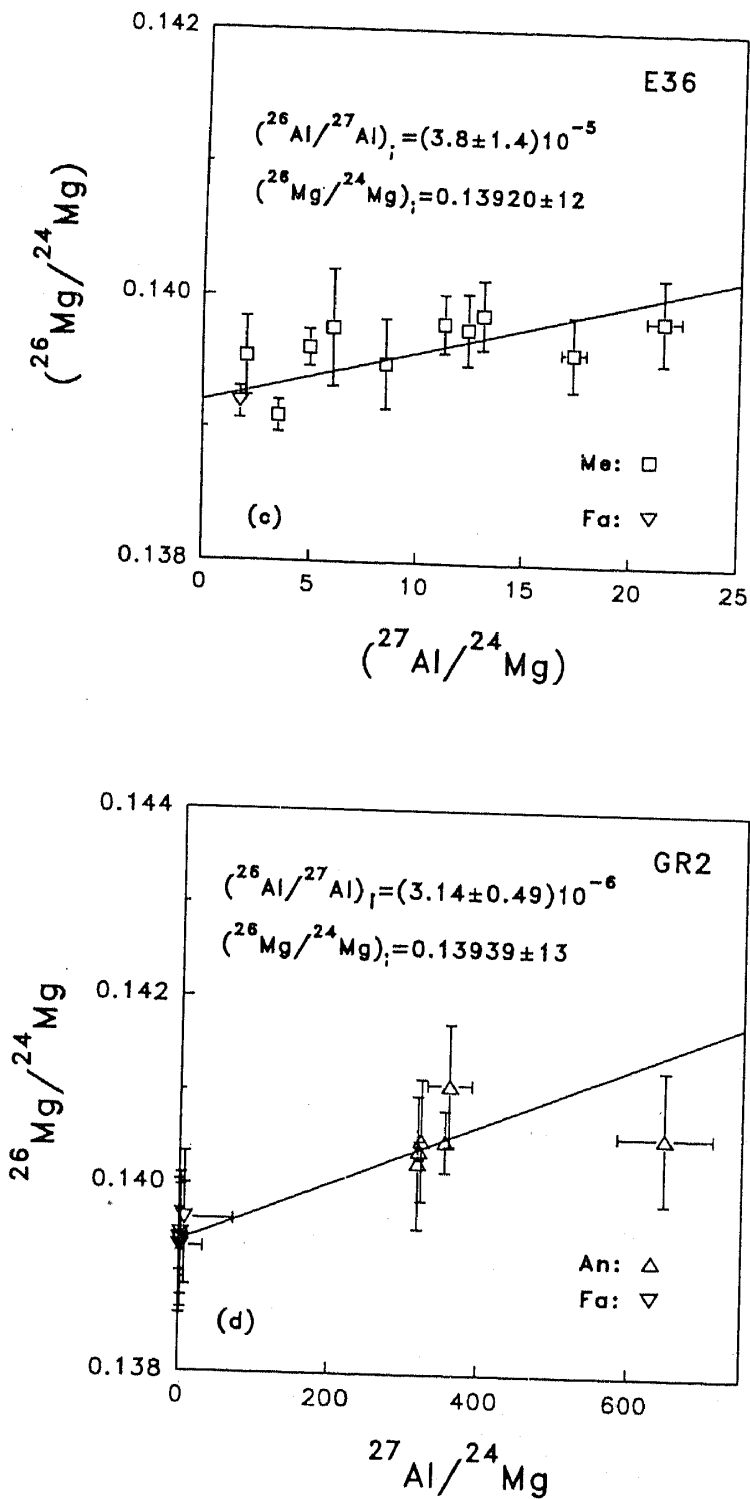 0.142
E36
(²⁶Al/²⁷Al)ᵢ=(3.8±1.4)10⁻⁵
(²⁶Mg/²⁴Mg)ᵢ=0.13920±12
(²⁶Mg/²⁴Mg)
0.140
Me: □
(c)
Fa: ▽
0.138
0 5 10 15 20 25
(²⁷Al/²⁴Mg)
0.144
GR2
(²⁶Al/²⁷Al)ᵢ=(3.14±0.49)10⁻⁶
(²⁶Mg/²⁴Mg)ᵢ=0.13939±13
0.142
²⁶Mg/²⁴Mg
0.140
An: △
Fa: ▽
(d)
0.138
0 200 400 600
²⁷Al/²⁴Mg